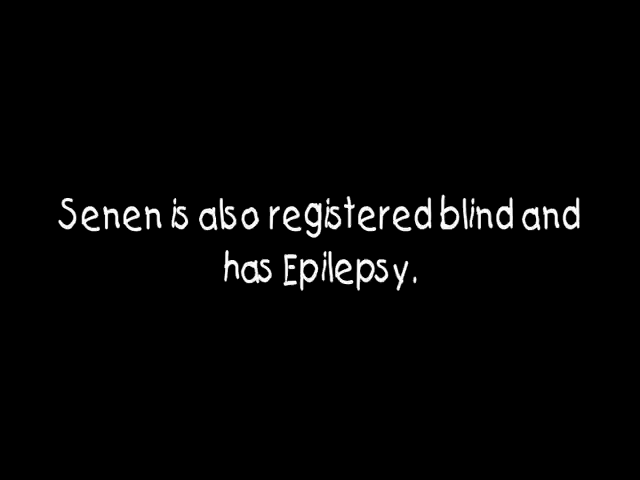 Senen is also registered blind and
has Epilepsy.